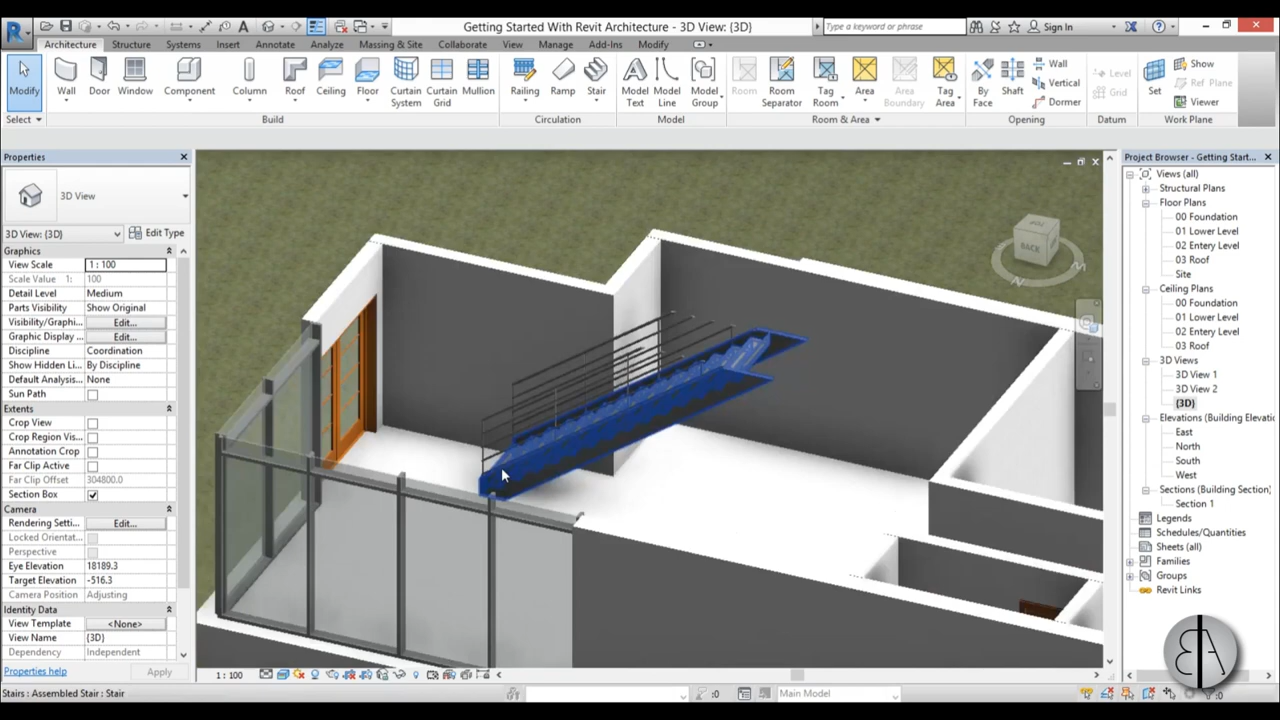 Getting Started With Revit Architecture - 3D View: {3D}
Type a keyword or phrase
Sign In
Architecture Structure Systems Insert Annotate Analyze Massing & Site Collaborate View Manage Add-Ins Modify
Modify Wall Door Window Component Column Roof Ceiling Floor Curtain System Curtain Grid Mullion Railing Ramp Stair Model Text Model Line Model Group Room Room Separator Tag Room Area Area Boundary Tag Area By Face Shaft Wall Vertical Dormer Level Grid Set Show Ref Plane Viewer
Select Build Circulation Model Room & Area Opening Datum Work Plane
Properties
3D View
3D View: {3D} Edit Type
Graphics
View Scale 1 : 100
Scale Value 1: 100
Detail Level Medium
Parts Visibility Show Original
Visibility/Graphi... Edit...
Graphic Display ... Edit...
Discipline Coordination
Show Hidden Li... By Discipline
Default Analysis... None
Sun Path
Extents
Crop View
Crop Region Vis...
Annotation Crop
Far Clip Active
Far Clip Offset 304800.0
Section Box
Camera
Rendering Setti... Edit...
Locked Orientat...
Perspective
Eye Elevation 18189.3
Target Elevation -516.3
Camera Position Adjusting
Identity Data
View Template <None>
View Name {3D}
Dependency Independent
Properties help Apply
BACK
N
1 : 100
Project Browser - Getting Start...
Views (all)
Structural Plans
Floor Plans
00 Foundation
01 Lower Level
02 Entery Level
03 Roof
Site
Ceiling Plans
00 Foundation
01 Lower Level
02 Entery Level
03 Roof
3D Views
3D View 1
3D View 2
{3D}
Elevations (Building Elevation
East
North
South
West
Sections (Building Section)
Section 1
Legends
Schedules/Quantities
Sheets (all)
Families
Groups
Revit Links
Stairs : Assembled Stair : Stair
:0
Main Model
:0